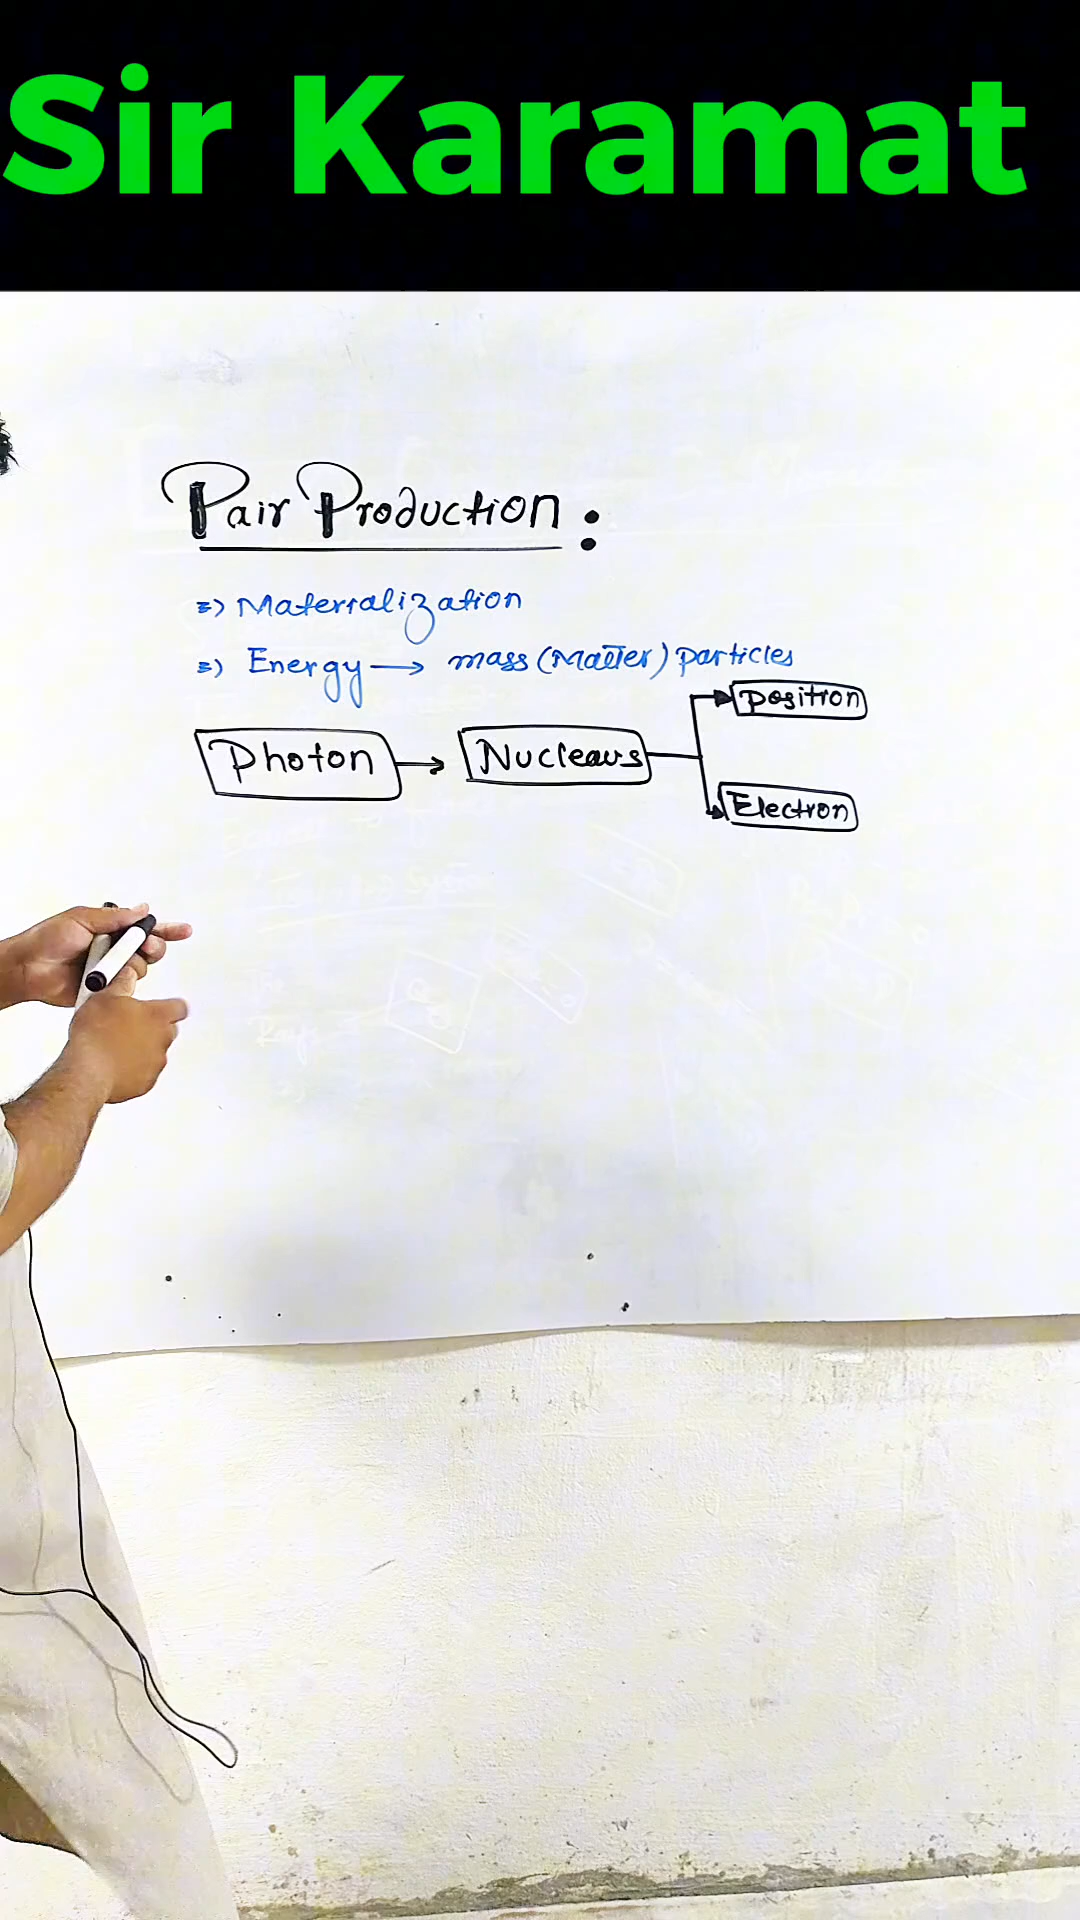 Sir Karamat
Pair Production :
=> Materialization
=> Energy → mass (Matter) particles
Photon → Nucleaus
position
Electron